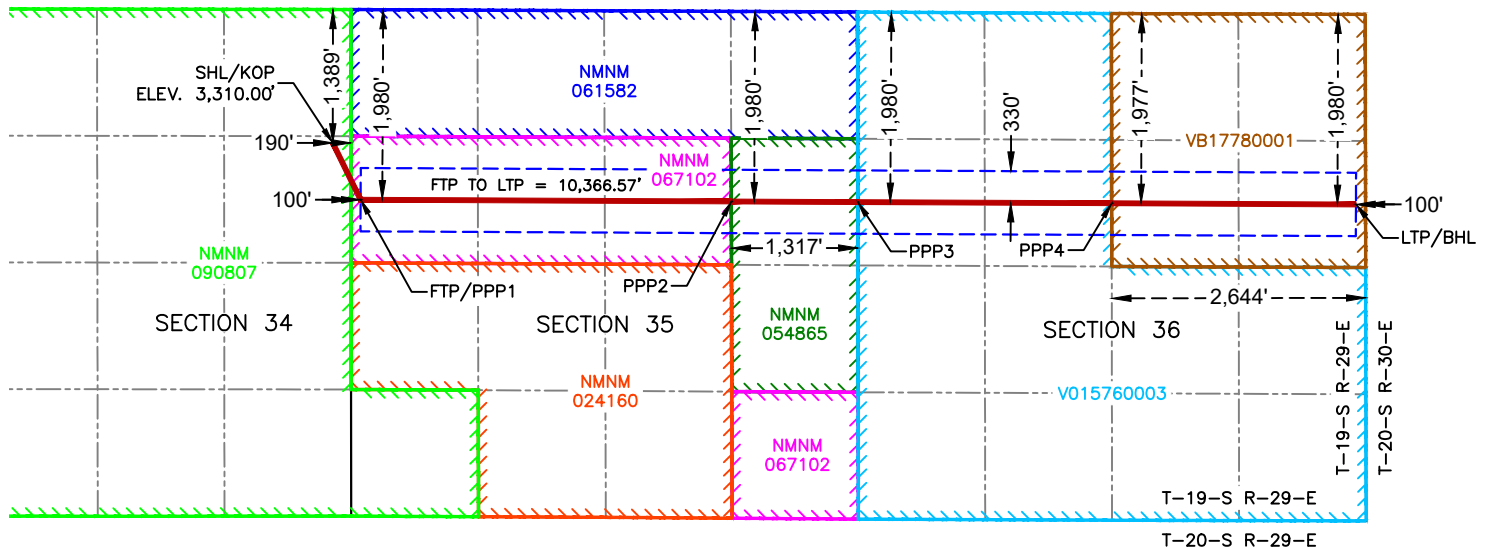 SHL/KOP
ELEV. 3,310.00'
1,389'
190'
100'
1,980'
NMNM
061582
1,980'
1,980'
330'
1,977'
1,980'
VB17780001
NMNM
067102
FTP TO LTP = 10,366.57'
100'
LTP/BHL
1,317'
PPP3
PPP4
FTP/PPP1
PPP2
2,644'
NMNM
090807
SECTION 34
SECTION 35
NMNM
054865
SECTION 36
NMNM
024160
V015760003
NMNM
067102
T-19-S R-29-E
T-20-S R-30-E
T-19-S R-29-E
T-20-S R-29-E